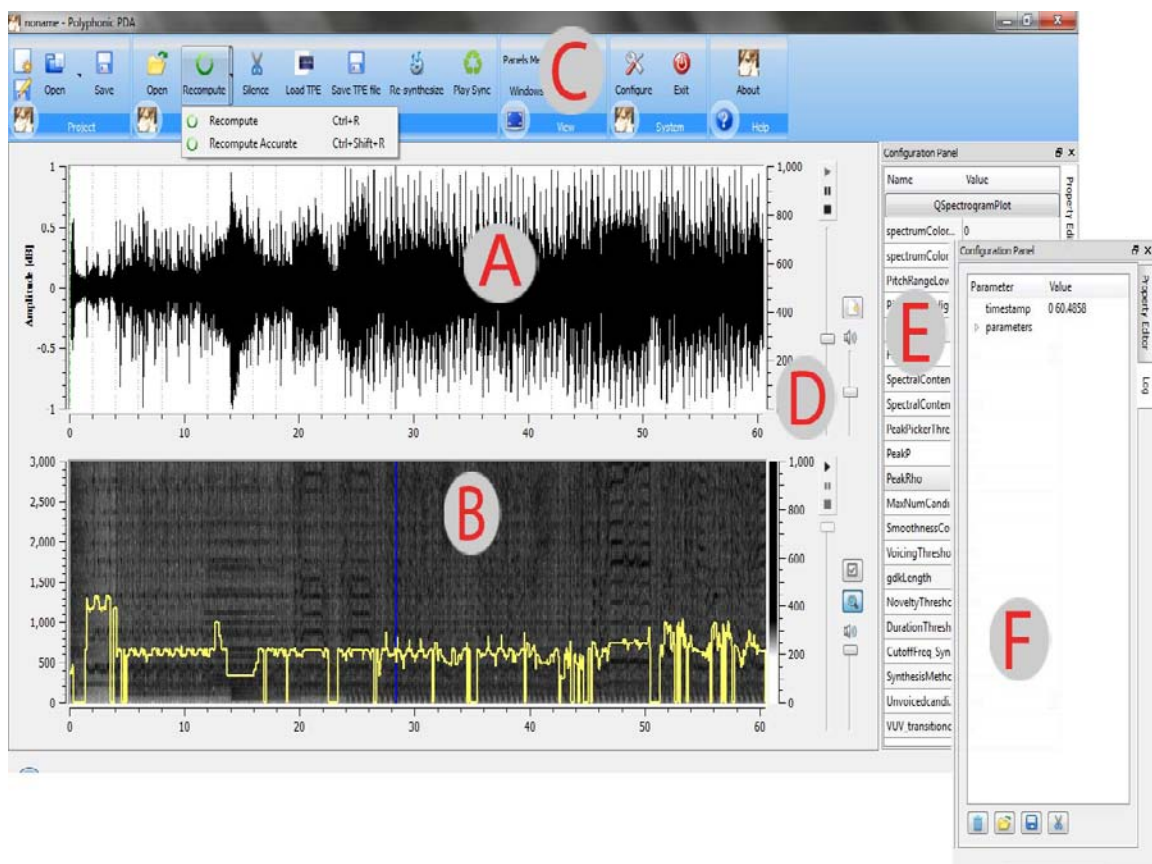 noname - Polyphonic PDA
Open Save Open Recompute Silence Load TPE Save TPE file Re-synthesize Play Sync
Panels Me
Windows
C
Configure Exit About
Project View System Help
Recompute Ctrl+R
Recompute Accurate Ctrl+Shift+R
Amplitude [dB]
1
0.5
0
-0.5
-1
0 10 20 30 40 50 60
1,000
800
600
400
200
0
A
D
3,000
2,500
2,000
1,500
1,000
500
0
0 10 20 30 40 50 60
1,000
800
600
400
200
0
B
Configuration Panel
Name Value
QSpectrogramPlot
spectrumColor... 0
spectrumColor
PitchRangeLow
E
SpectralConten
SpectralConten
PeakPickerThre
PeakP
PeakRho
MaxNumCandi
SmoothnessCo
VoicingThresho
gdkLength
NoveltyThresho
DurationThresh
CutoffFreq_Syn
SynthesisMetho
Unvoicedcandi
VUV_transitionc
Property Edi
Configuration Panel
Parameter Value
timestamp 0 60.4858
parameters
Property Editor
Log
F